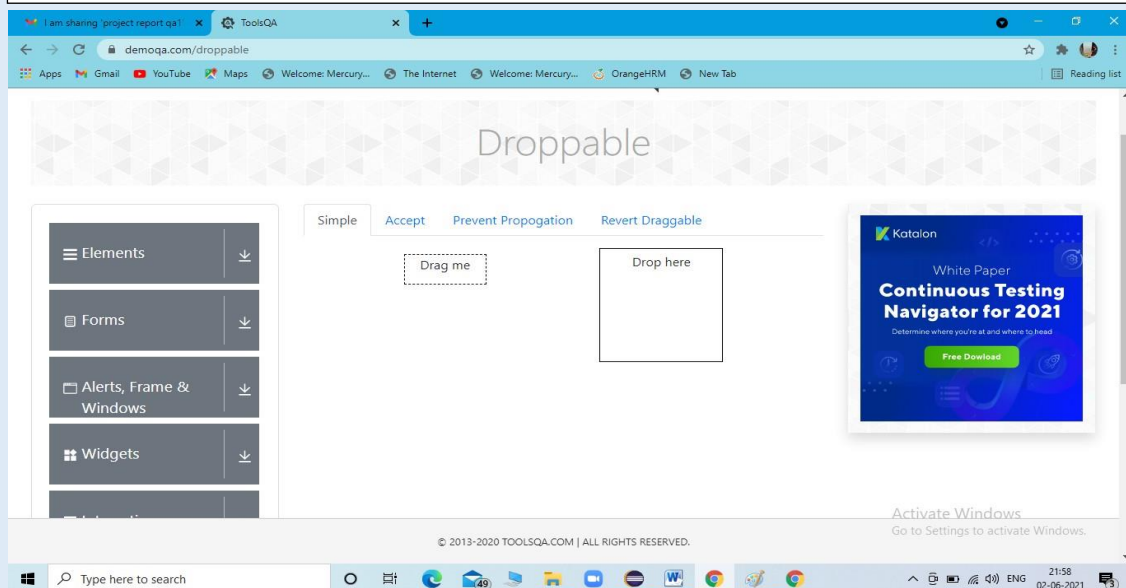 I am sharing 'project report qa1'
ToolsQA
demoqa.com/droppable
Apps Gmail YouTube Maps Welcome: Mercury... The Internet Welcome: Mercury... OrangeHRM New Tab Reading list
Droppable
Simple Accept Prevent Propogation Revert Draggable
Elements
Forms
Alerts, Frame &
Windows
Widgets
Drag me
Drop here
Katalon
</>
White Paper
Continuous Testing
Navigator for 2021
Determine where you're at and where to head
Free Dowload
Activate Windows
Go to Settings to activate Windows.
© 2013-2020 TOOLSQA.COM | ALL RIGHTS RESERVED.
Type here to search
49
W
ENG
21:58
02-06-2021
3